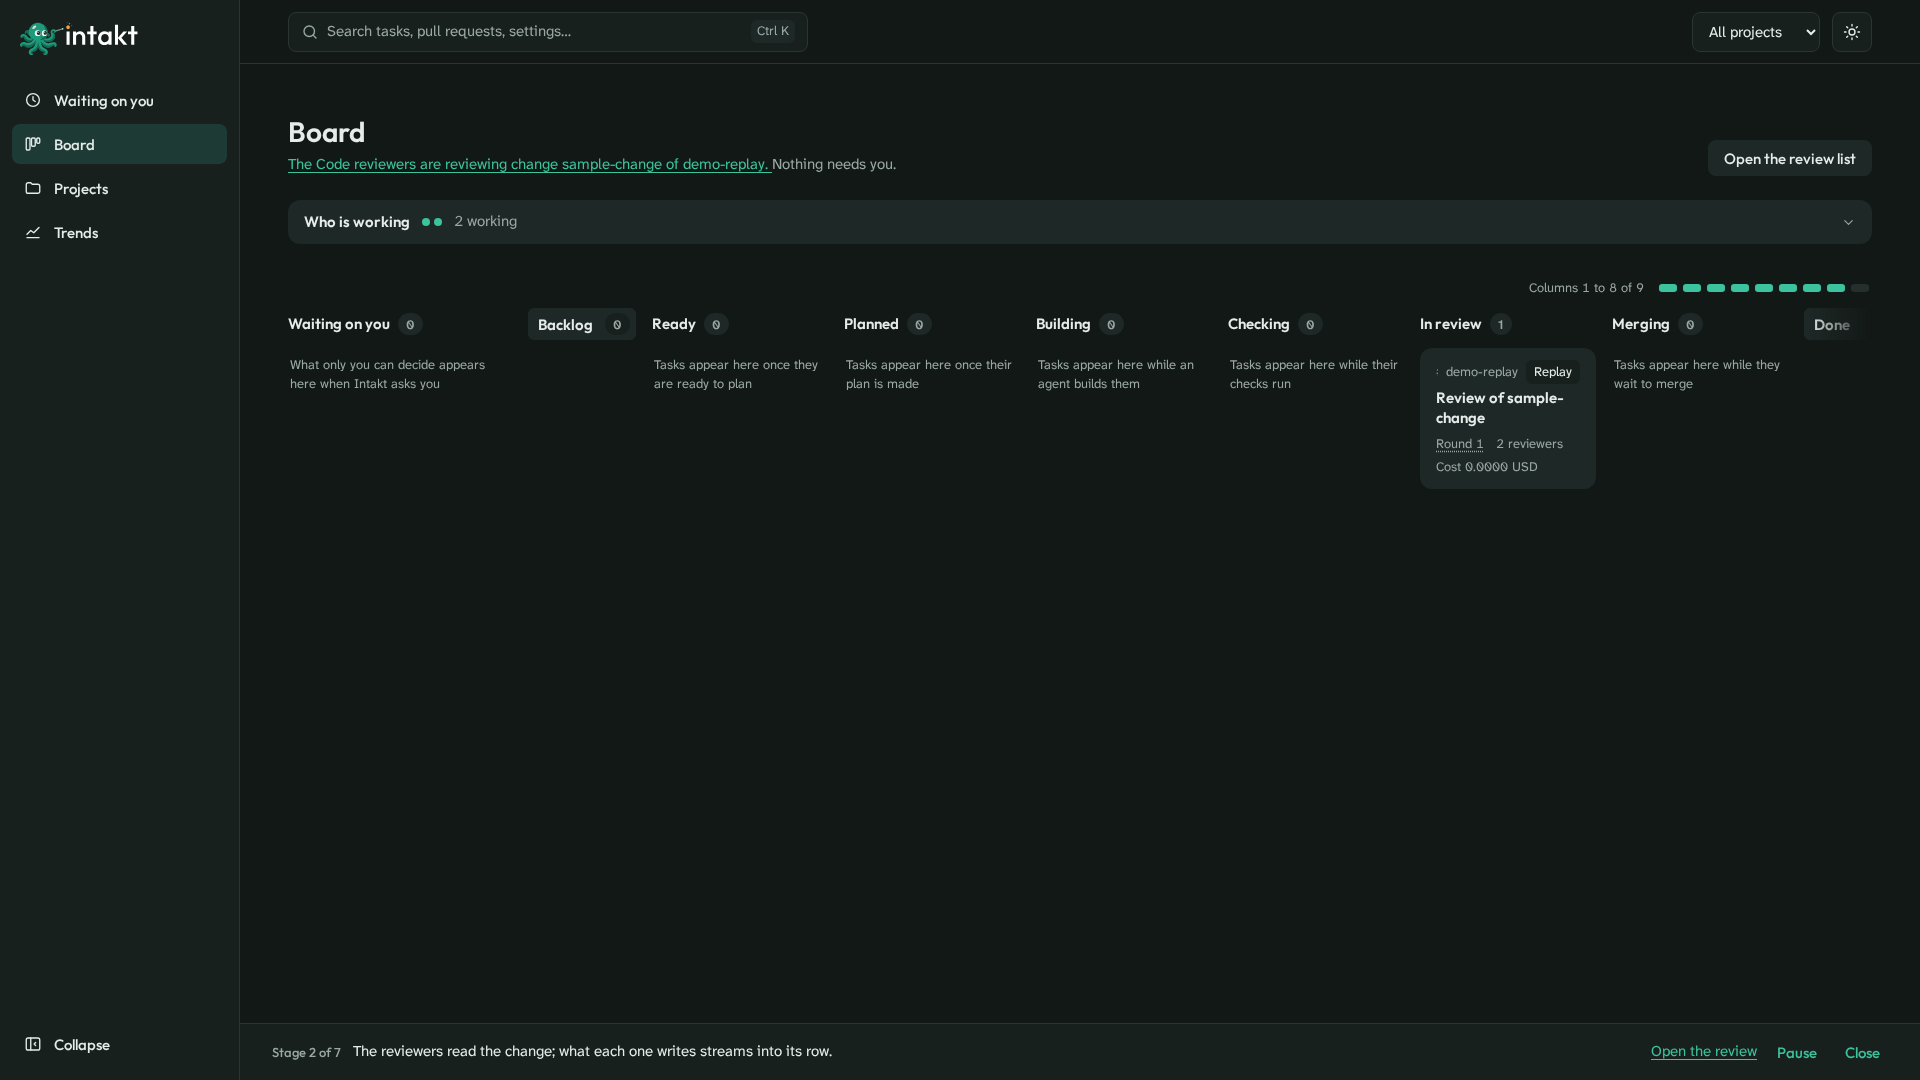 intakt
Search tasks, pull requests, settings...
Ctrl K
All projects
Waiting on you
Board
Projects
Trends
Board
The Code reviewers are reviewing change sample-change of demo-replay. Nothing needs you.
Open the review list
Who is working
2 working
Columns 1 to 8 of 9
Waiting on you 0
Backlog 0
Ready 0
Planned 0
Building 0
Checking 0
In review 1
Merging 0
Done
What only you can decide appears
here when Intakt asks you
Tasks appear here once they
are ready to plan
Tasks appear here once their
plan is made
Tasks appear here while an
agent builds them
Tasks appear here while their
checks run
demo-replay Replay
Review of sample-
change
Round 1 2 reviewers
Cost 0.0000 USD
Tasks appear here while they
wait to merge
Collapse
Stage 2 of 7 The reviewers read the change; what each one writes streams into its row.
Open the review
Pause
Close